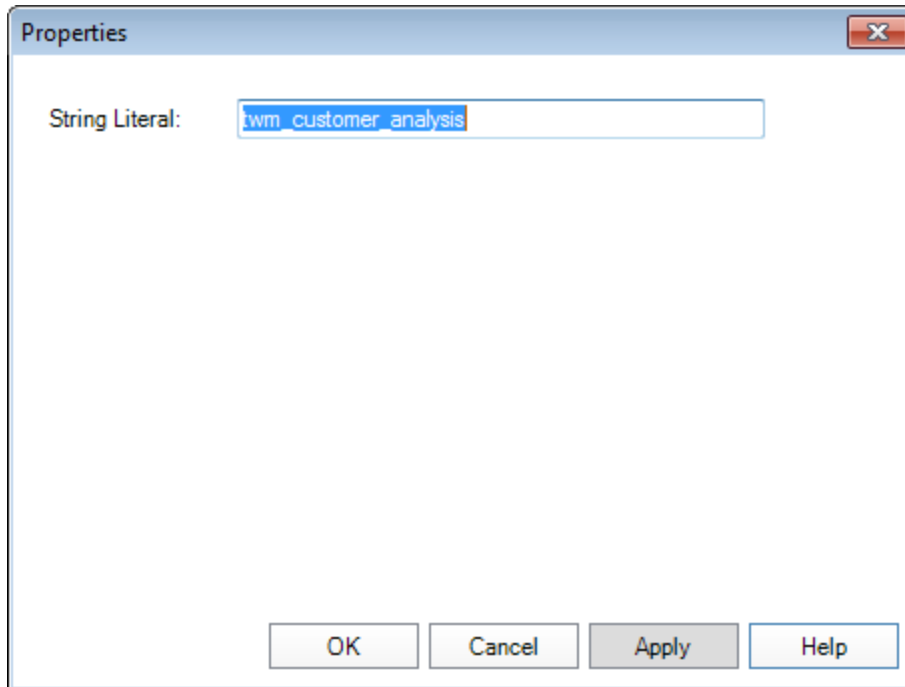 Properties
String Literal: twm_customer_analysis
OK Cancel Apply Help